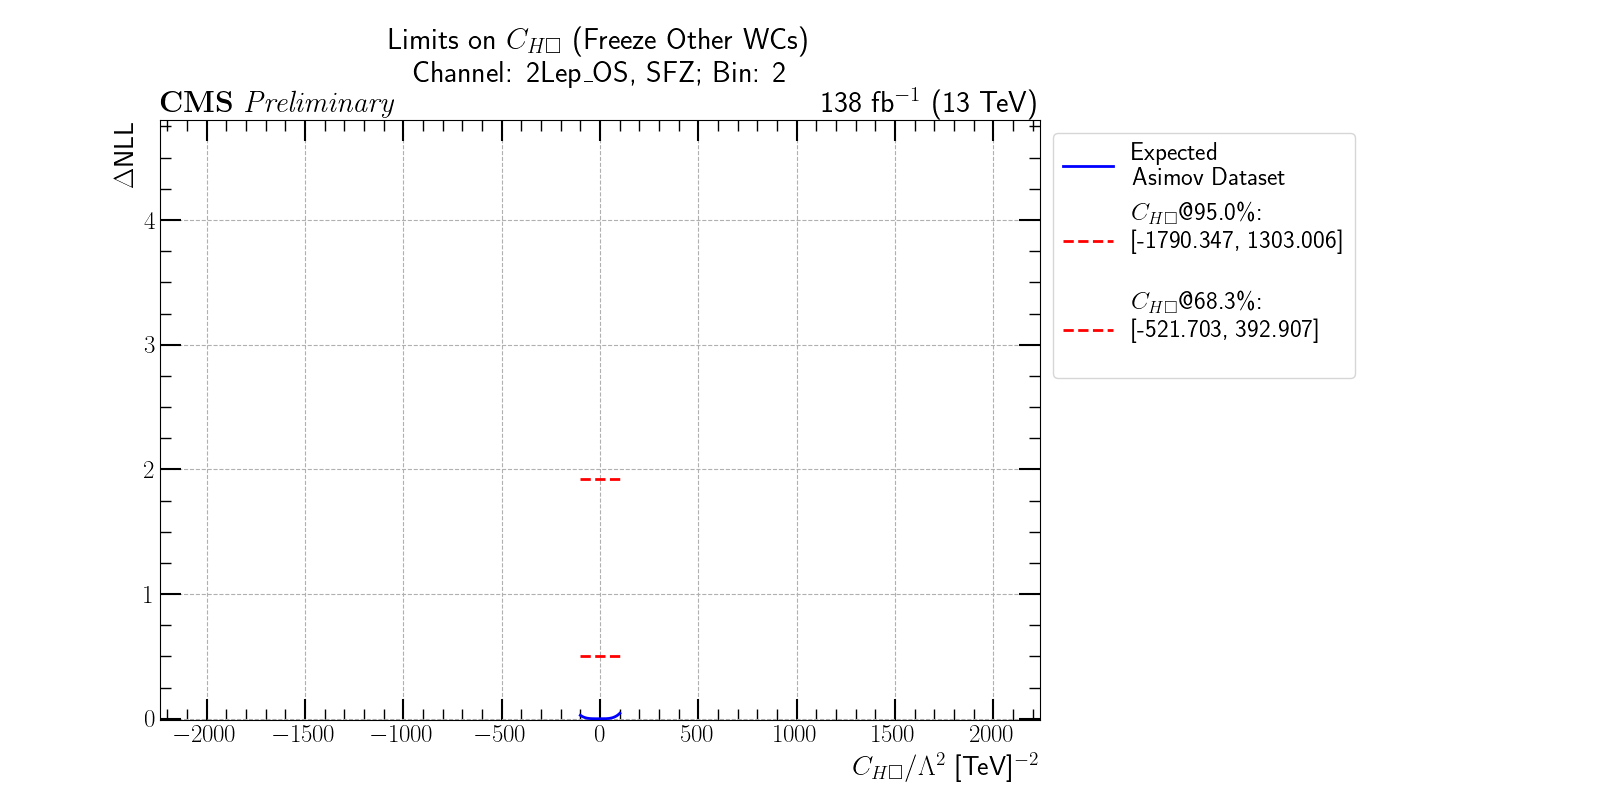 Limits on C_{H□} (Freeze Other WCs)
Channel: 2Lep_OS, SFZ; Bin: 2
CMS Preliminary
138 fb⁻¹ (13 TeV)
ΔNLL
4
3
2
1
0
−2000 −1500 −1000 −500 0 500 1000 1500 2000
C_{H□}/Λ² [TeV]⁻²
Expected
Asimov Dataset
C_{H□}@95.0%:
[-1790.347, 1303.006]
C_{H□}@68.3%:
[-521.703, 392.907]